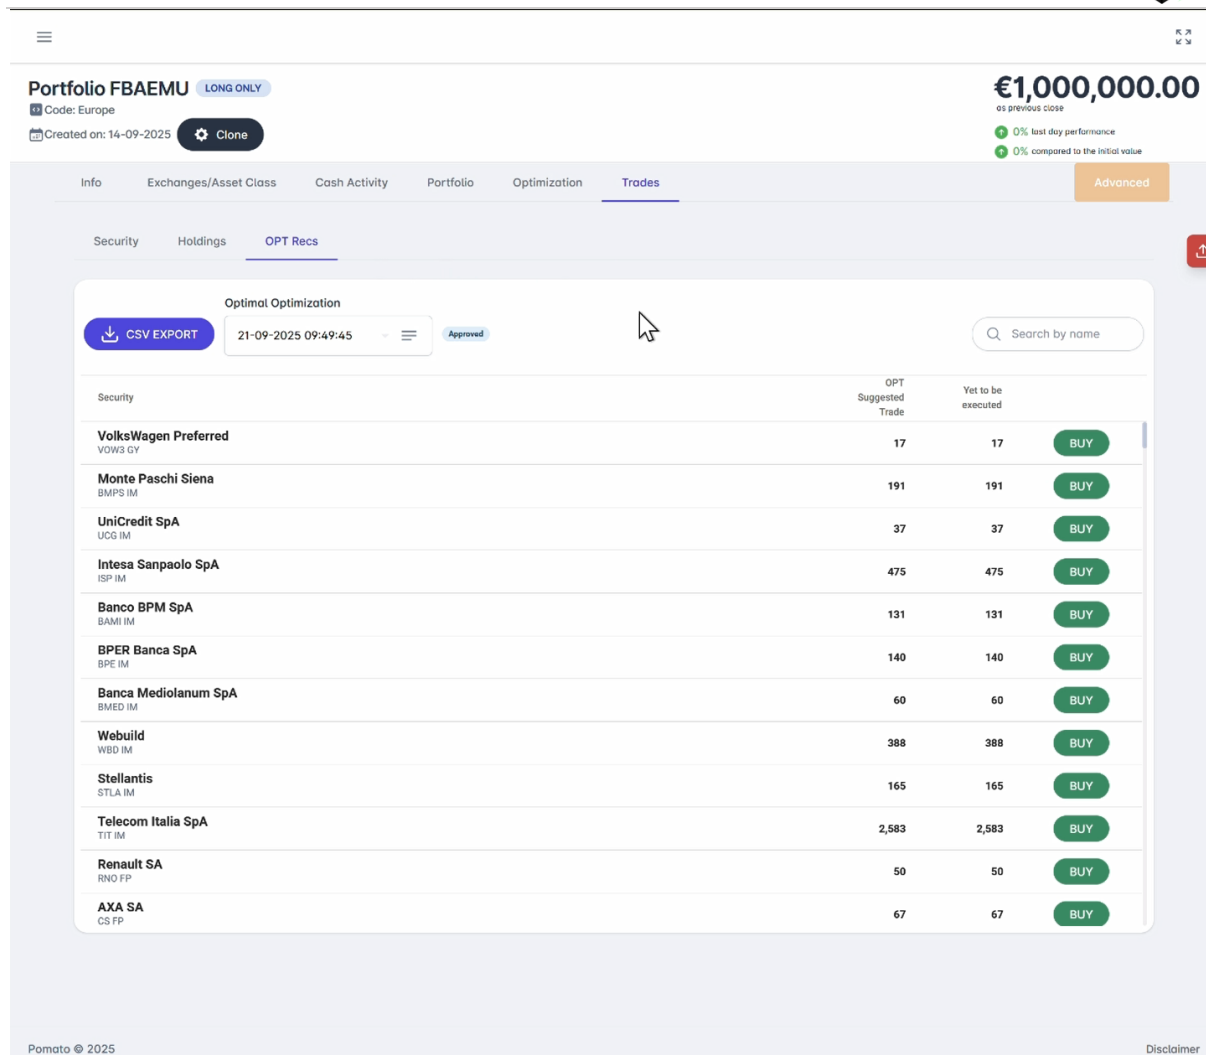 Portfolio FBAEMU LONG ONLY
€1,000,000.00
as previous close
Code: Europe
Created on: 14-09-2025 Clone
0% last day performance
0% compared to the initial value
Info Exchanges/Asset Class Cash Activity Portfolio Optimization Trades Advanced
Security Holdings OPT Recs
Optimal Optimization
CSV EXPORT 21-09-2025 09:49:45 Approved Search by name
Security OPT Suggested Trade Yet to be executed
VolksWagen Preferred 17 17 BUY
VOW3 GY
Monte Paschi Siena 191 191 BUY
BMPS IM
UniCredit SpA 37 37 BUY
UCG IM
Intesa Sanpaolo SpA 475 475 BUY
ISP IM
Banco BPM SpA 131 131 BUY
BAMI IM
BPER Banca SpA 140 140 BUY
BPE IM
Banca Mediolanum SpA 60 60 BUY
BMED IM
Webuild 388 388 BUY
WBD IM
Stellantis 165 165 BUY
STLA IM
Telecom Italia SpA 2,583 2,583 BUY
TIT IM
Renault SA 50 50 BUY
RNO FP
AXA SA 67 67 BUY
CS FP
Pomato © 2025 Disclaimer